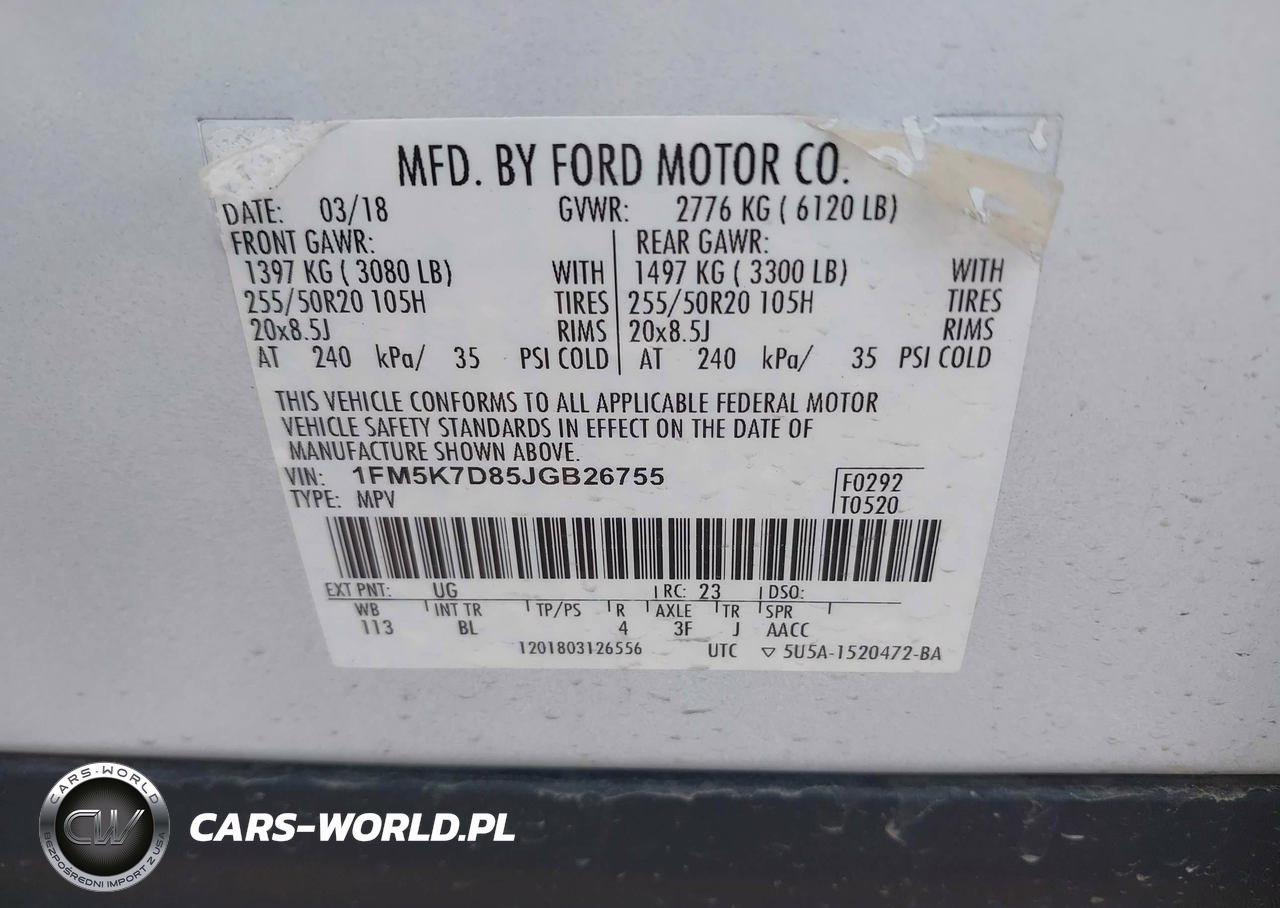 MFD. BY FORD MOTOR CO.
DATE: 03/18 GVWR: 2776 KG ( 6120 LB)
FRONT GAWR: REAR GAWR:
1397 KG ( 3080 LB) WITH 1497 KG ( 3300 LB) WITH
255/50R20 105H TIRES 255/50R20 105H TIRES
20x8.5J RIMS 20x8.5J RIMS
AT 240 kPa/ 35 PSI COLD AT 240 kPa/ 35 PSI COLD
THIS VEHICLE CONFORMS TO ALL APPLICABLE FEDERAL MOTOR
VEHICLE SAFETY STANDARDS IN EFFECT ON THE DATE OF
MANUFACTURE SHOWN ABOVE.
VIN: 1FM5K7D85JGB26755
TYPE: MPV
F0292
T0520
EXT PNT: UG RC: 23 DSO:
WB INT TR TP/PS R AXLE TR SPR
113 BL 4 3F J AACC
1201803126556 UTC ▽ 5U5A-1520472-BA
CARS-WORLD
CW
BEZPOŚREDNI IMPORT Z USA
CARS-WORLD.PL